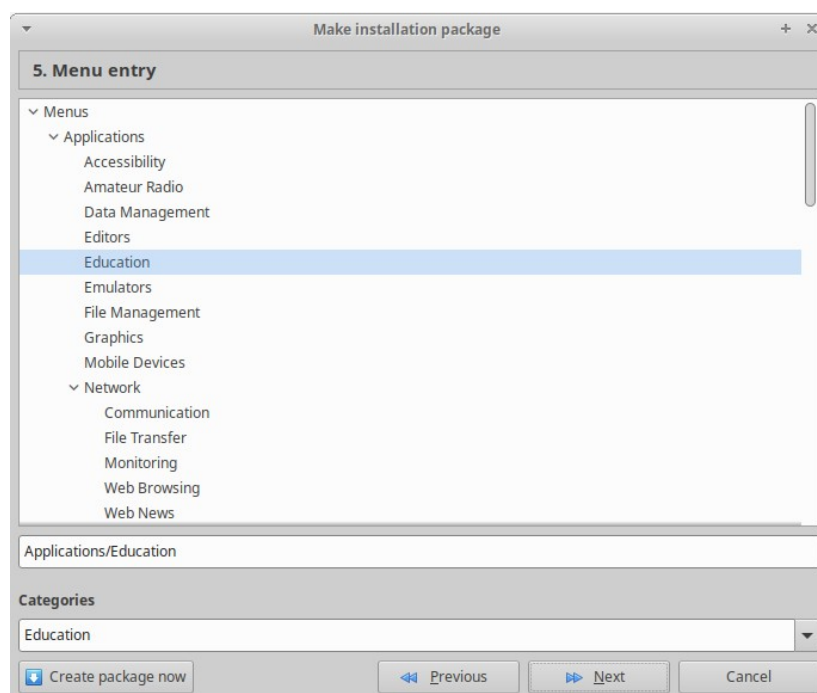 Make installation package
5. Menu entry
Menus
Applications
Accessibility
Amateur Radio
Data Management
Editors
Education
Emulators
File Management
Graphics
Mobile Devices
Network
Communication
File Transfer
Monitoring
Web Browsing
Web News
Applications/Education
Categories
Education
Create package now Previous Next Cancel